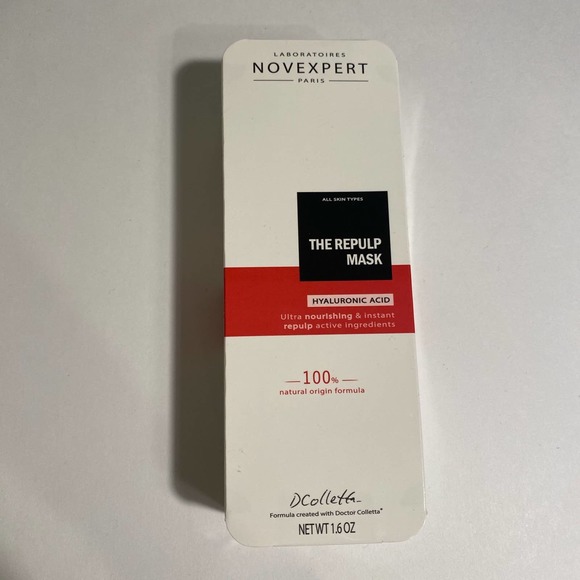 LABORATOIRES
NOVEXPERT
PARIS
ALL SKIN TYPES
THE REPULP
MASK
HYALURONIC ACID
Ultra nourishing & instant
repulp active ingredients
100%
natural origin formula
DColletta
Formula created with Doctor Colletta*
NET WT 1.6 OZ